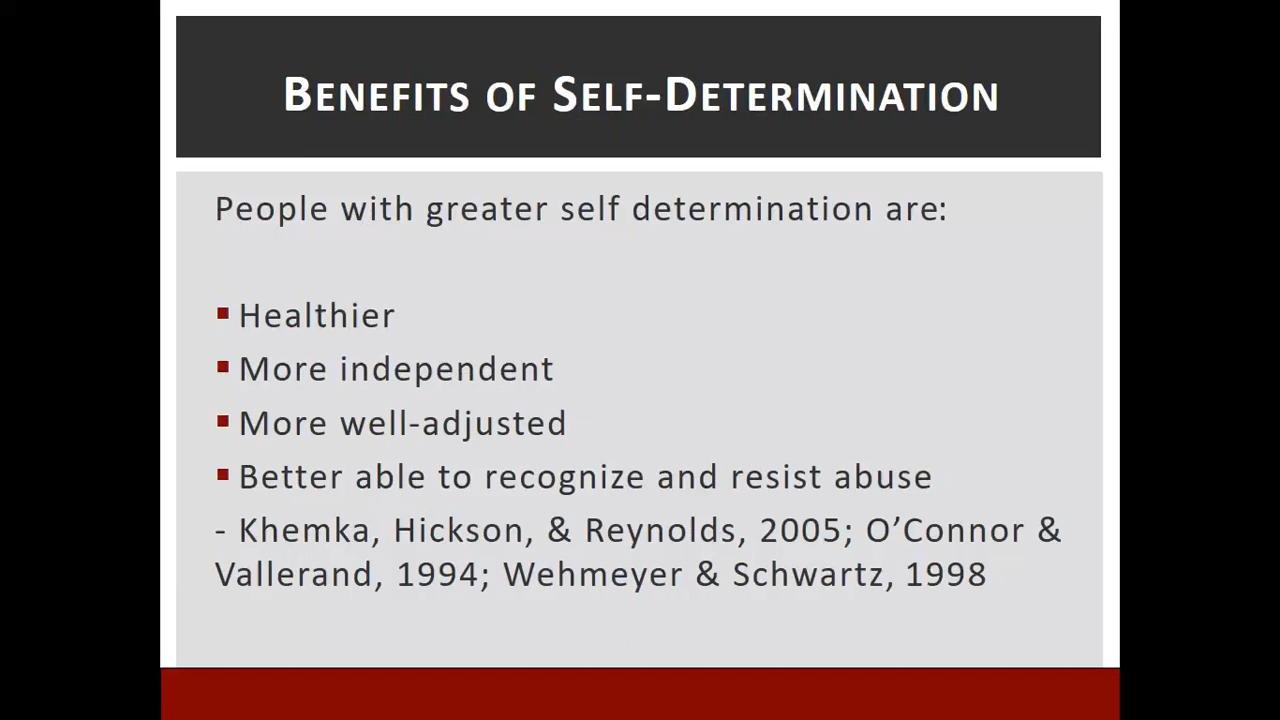 Benefits of Self-Determination
People with greater self determination are:
▪ Healthier
▪ More independent
▪ More well-adjusted
▪ Better able to recognize and resist abuse
- Khemka, Hickson, & Reynolds, 2005; O’Connor &
Vallerand, 1994; Wehmeyer & Schwartz, 1998